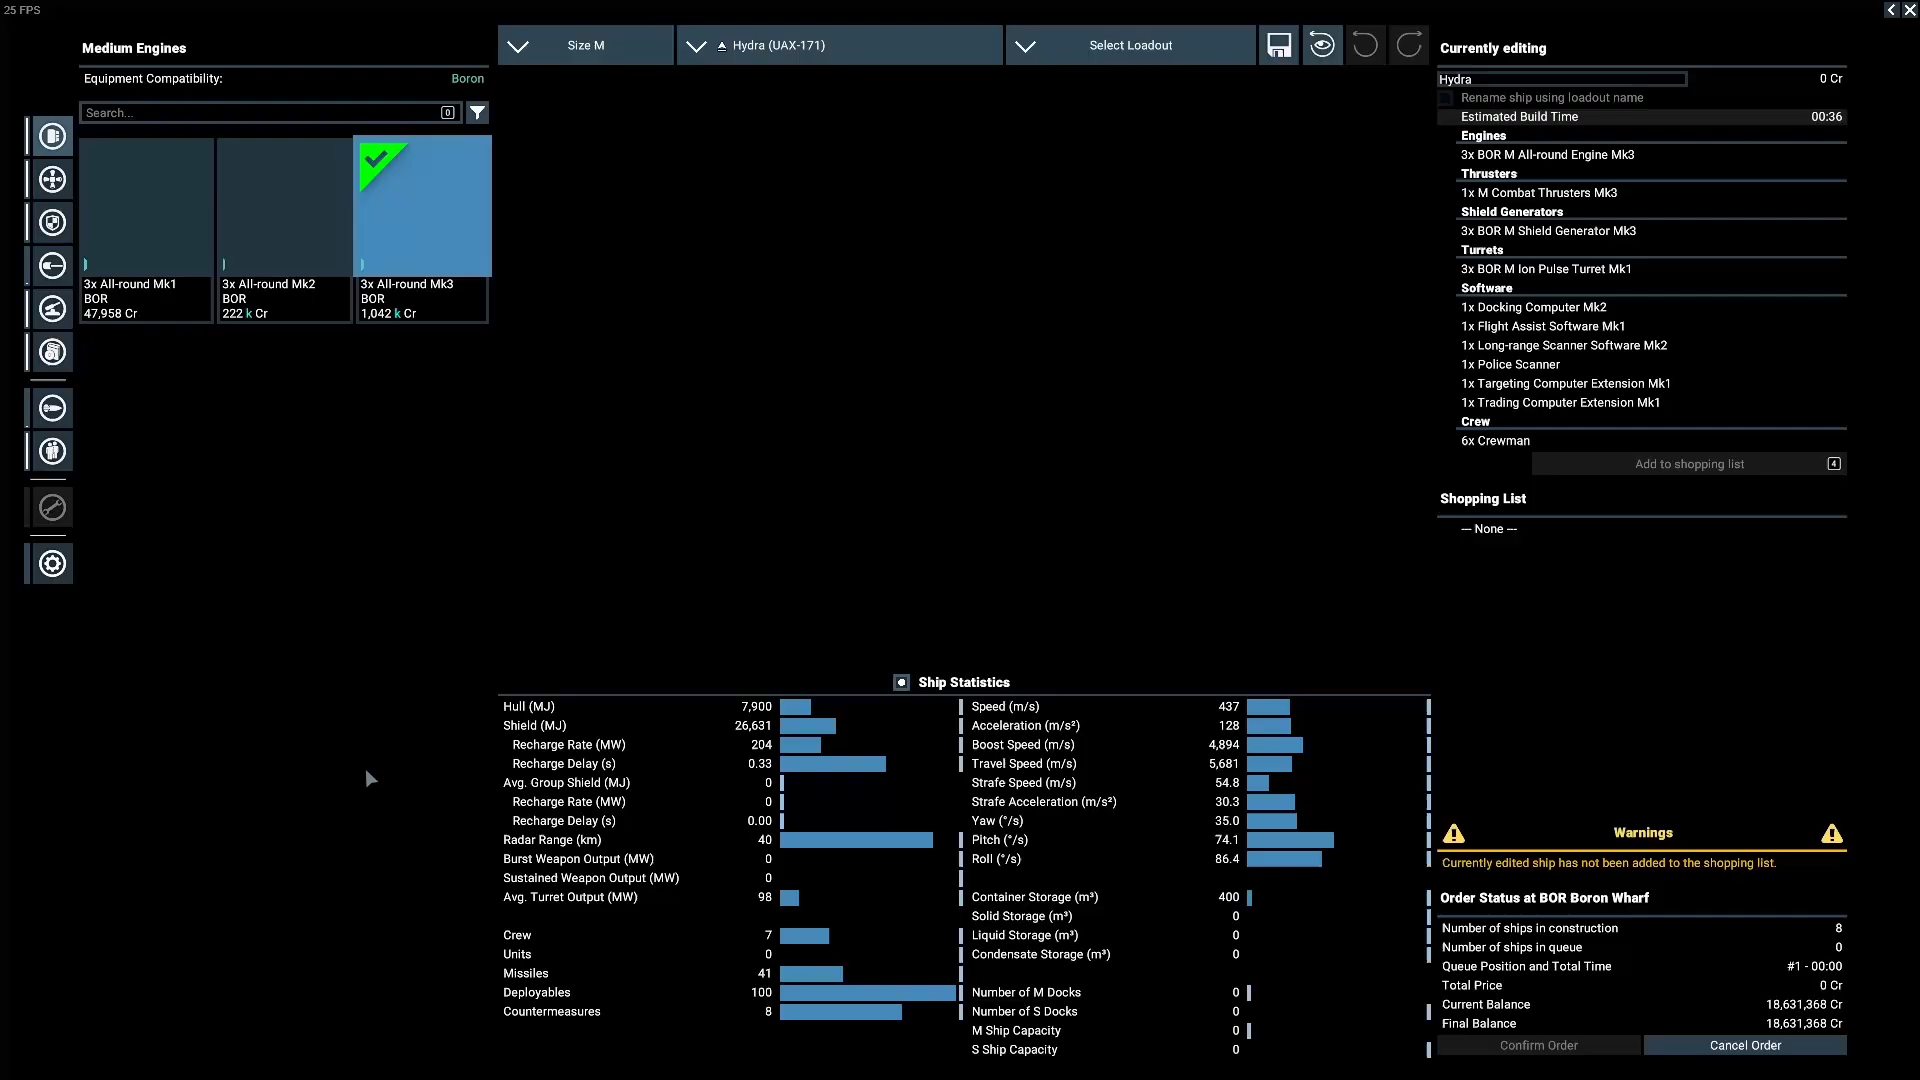 25 FPS
Medium Engines
Equipment Compatibility: Boron
Search... 0
3x All-round Mk1
BOR
47,958 Cr
3x All-round Mk2
BOR
222 k Cr
3x All-round Mk3
BOR
1,042 k Cr
Size M
Hydra (UAX-171)
Select Loadout
Ship Statistics
Hull (MJ) 7,900
Shield (MJ) 26,631
Recharge Rate (MW) 204
Recharge Delay (s) 0.33
Avg. Group Shield (MJ) 0
Recharge Rate (MW) 0
Recharge Delay (s) 0.00
Radar Range (km) 40
Burst Weapon Output (MW) 0
Sustained Weapon Output (MW) 0
Avg. Turret Output (MW) 98
Crew 7
Units 0
Missiles 41
Deployables 100
Countermeasures 8
Speed (m/s) 437
Acceleration (m/s²) 128
Boost Speed (m/s) 4,894
Travel Speed (m/s) 5,681
Strafe Speed (m/s) 54.8
Strafe Acceleration (m/s²) 30.3
Yaw (°/s) 35.0
Pitch (°/s) 74.1
Roll (°/s) 86.4
Container Storage (m³) 400
Solid Storage (m³) 0
Liquid Storage (m³) 0
Condensate Storage (m³) 0
Number of M Docks 0
Number of S Docks 0
M Ship Capacity 0
S Ship Capacity 0
Currently editing
Hydra 0 Cr
Rename ship using loadout name
Estimated Build Time 00:36
Engines
3x BOR M All-round Engine Mk3
Thrusters
1x M Combat Thrusters Mk3
Shield Generators
3x BOR M Shield Generator Mk3
Turrets
3x BOR M Ion Pulse Turret Mk1
Software
1x Docking Computer Mk2
1x Flight Assist Software Mk1
1x Long-range Scanner Software Mk2
1x Police Scanner
1x Targeting Computer Extension Mk1
1x Trading Computer Extension Mk1
Crew
6x Crewman
Add to shopping list 4
Shopping List
--- None ---
Warnings
Currently edited ship has not been added to the shopping list.
Order Status at BOR Boron Wharf
Number of ships in construction 8
Number of ships in queue 0
Queue Position and Total Time #1 - 00:00
Total Price 0 Cr
Current Balance 18,631,368 Cr
Final Balance 18,631,368 Cr
Confirm Order
Cancel Order